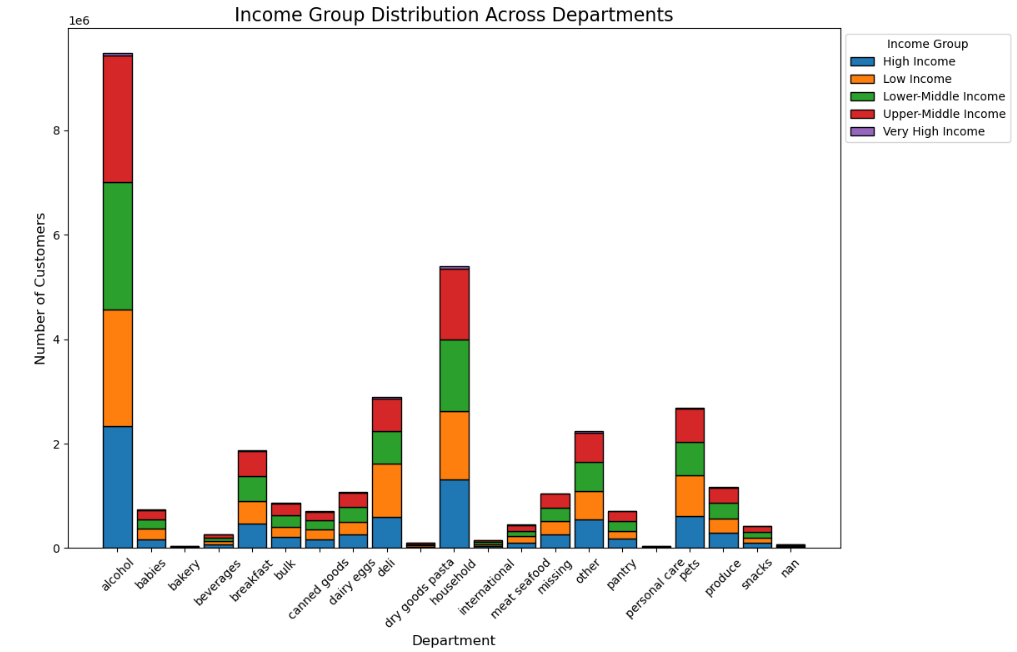 Income Group Distribution Across Departments
1e6
Number of Customers
8
6
4
2
0
Income Group
High Income
Low Income
Lower-Middle Income
Upper-Middle Income
Very High Income
alcohol
babies
bakery
beverages
breakfast
bulk
canned goods
dairy eggs
deli
dry goods pasta
household
international
meat seafood
missing
other
pantry
personal care
pets
produce
snacks
nan
Department